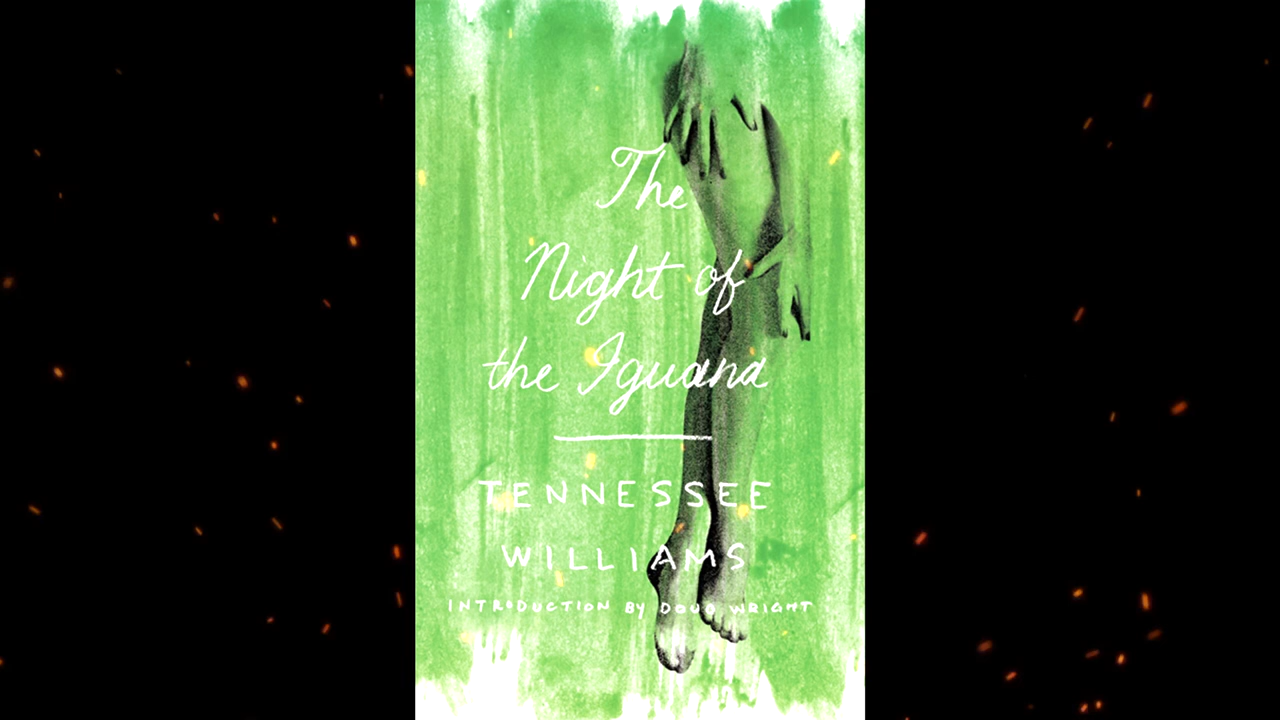 The
Night of
the Iguana
TENNESSEE
WILLIAMS
INTRODUCTION BY DOUG WRIGHT